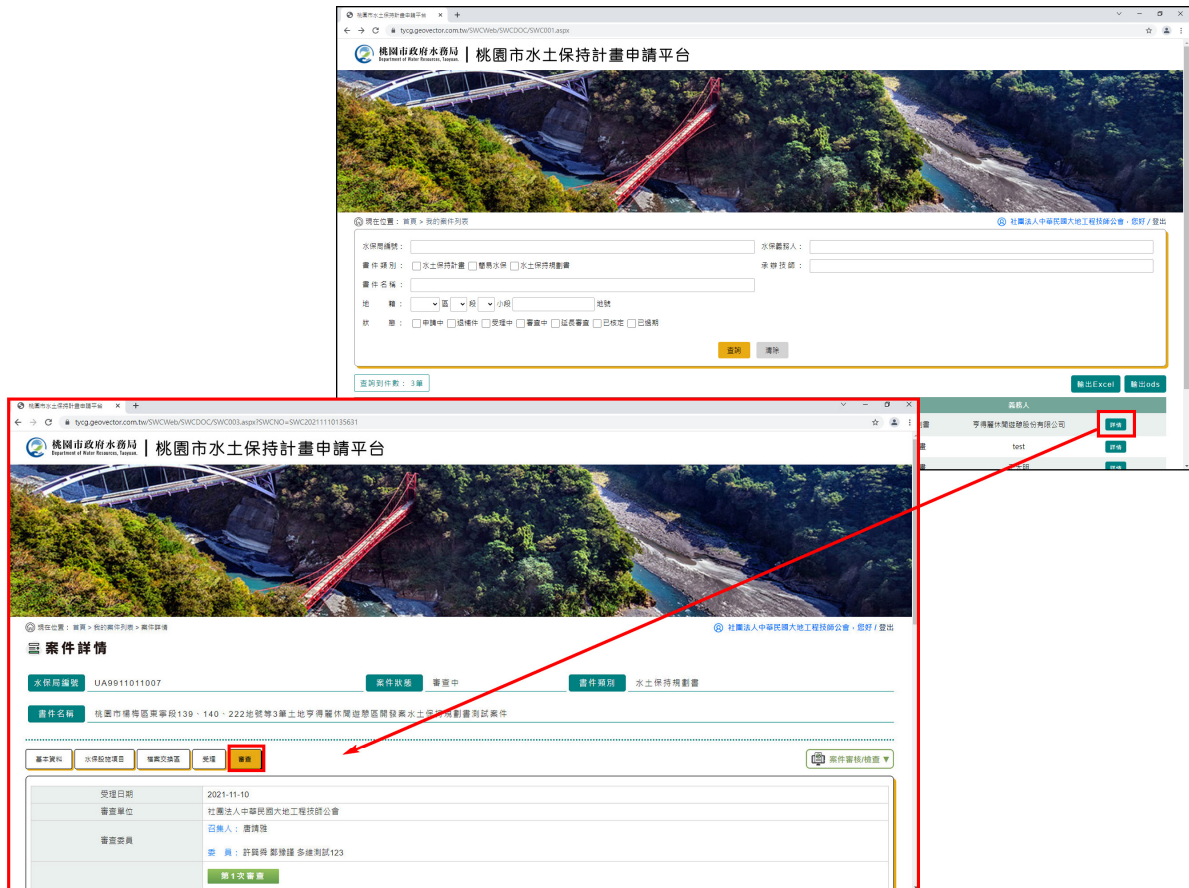 桃園市水土保持計畫申請平台
tycg.geovector.com.tw/SWCWeb/SWCDOC/SWC001.aspx
桃園市政府水務局
Department of Water Resources, Taoyuan.
桃園市水土保持計畫申請平台
現在位置： 首頁 > 我的案件列表
社團法人中華民國大地工程技師公會，您好 / 登出
水保局編號：
水保義務人：
書件類別： 水土保持計畫 簡易水保 水土保持規劃書
承辦技師：
書件名稱：
地 籍： 區 段 小段 地號
狀 態： 申請中 退補件 受理中 審查中 延長審查 已核定 已過期
查詢 清除
查詢到件數： 3筆
輸出Excel 輸出ods
義務人
畫書 亨得麗休閒遊憩股份有限公司 詳情
書 test 詳情
書 詳情
桃園市水土保持計畫申請平台
tycg.geovector.com.tw/SWCWeb/SWCDOC/SWC003.aspx?SWCNO=SWC20211110135631
桃園市政府水務局
Department of Water Resources, Taoyuan.
桃園市水土保持計畫申請平台
現在位置： 首頁 > 我的案件列表 > 案件詳情
社團法人中華民國大地工程技師公會，您好 / 登出
案件詳情
水保局編號 UA9911011007 案件狀態 審查中 書件類別 水土保持規劃書
書件名稱 桃園市楊梅區東寧段139、140、222地號等3筆土地亨得麗休閒遊憩區開發案水土保持規劃書測試案件
基本資料 水保設施項目 檔案交換區 受理 審查
案件審核/檢查 ▼
受理日期 2021-11-10
審查單位 社團法人中華民國大地工程技師公會
審查委員
召集人： 唐靖雅
委 員： 許巽舜 鄭豫謹 多維測試123
第1次審查